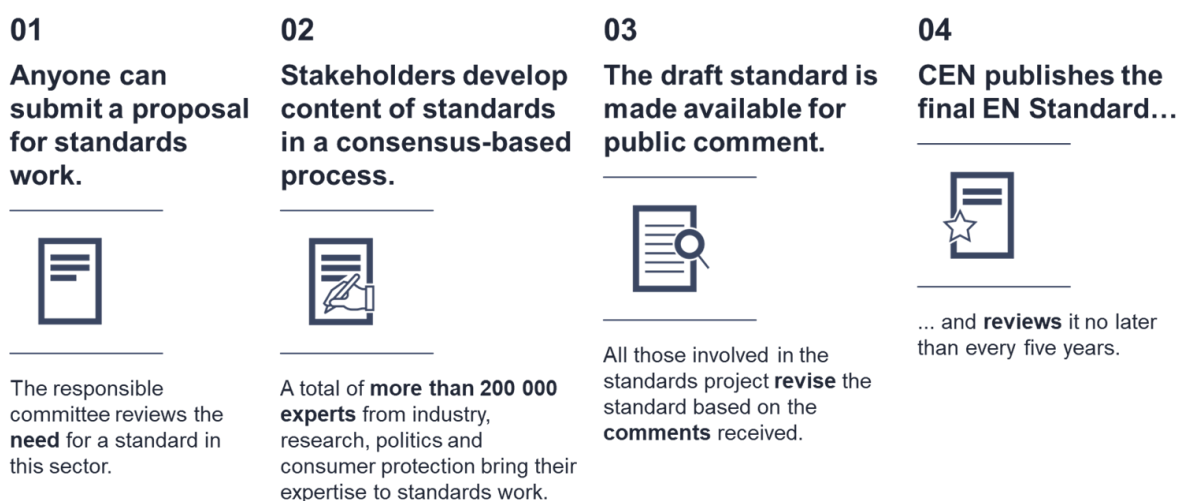 01
Anyone can
submit a proposal
for standards
work.
The responsible
committee reviews the
need for a standard in
this sector.
02
Stakeholders develop
content of standards
in a consensus-based
process.
A total of more than 200 000
experts from industry,
research, politics and
consumer protection bring their
expertise to standards work.
03
The draft standard is
made available for
public comment.
All those involved in the
standards project revise the
standard based on the
comments received.
04
CEN publishes the
final EN Standard…
... and reviews it no later
than every five years.